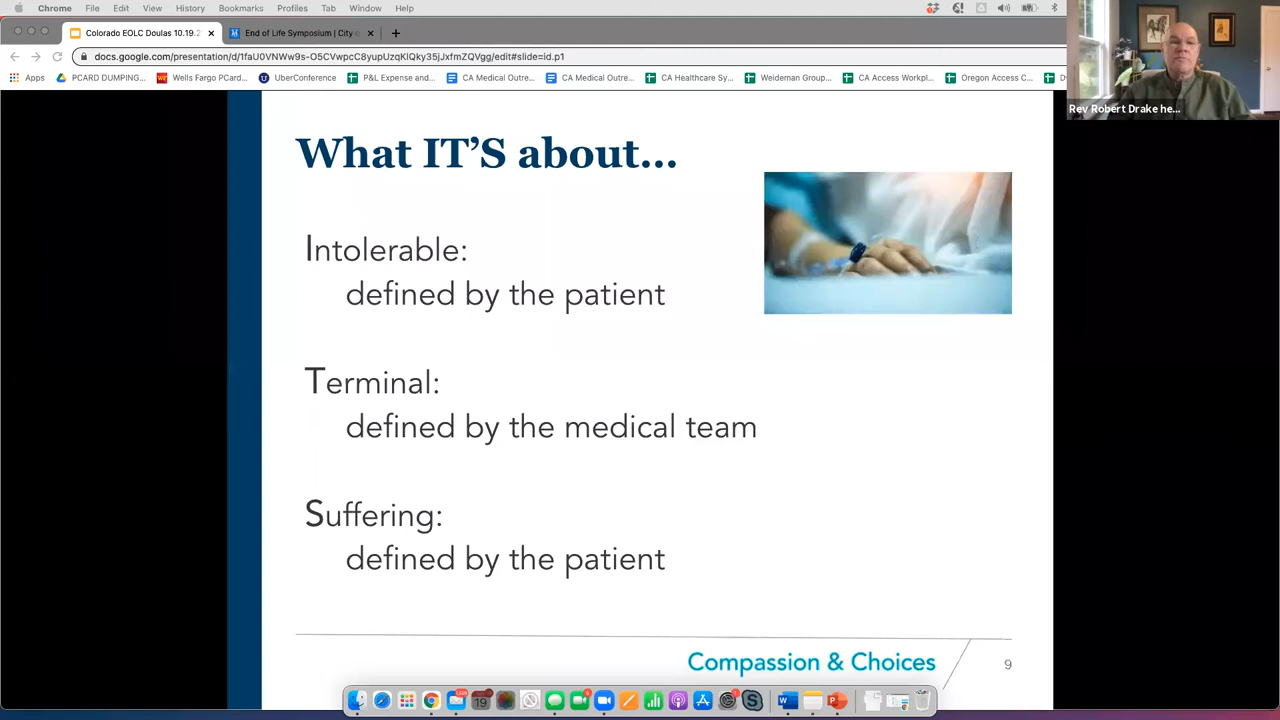 Chrome File Edit View History Bookmarks Profiles Tab Window Help
Colorado EOLC Doulas 10.19.2
End of Life Symposium | City
docs.google.com/presentation/d/1faU0VNWw9s-O5CVwpcC8yupUzqKlQky35jJxfmZQVgg/edit#slide=id.p1
Apps PCARD DUMPING... Wells Fargo PCard... UberConference P&L Expense and... CA Medical Outre... CA Medical Outre... CA Healthcare Sy... Weideman Group... CA Access Workpl... Oregon Access C...
Rev Robert Drake he...
What IT'S about...
Intolerable:
defined by the patient
Terminal:
defined by the medical team
Suffering:
defined by the patient
Compassion & Choices
9
19